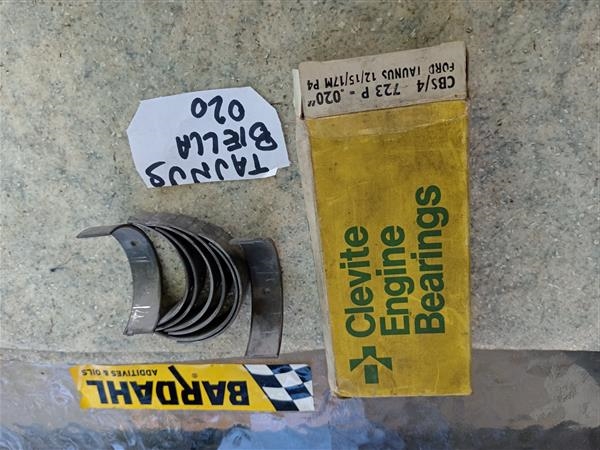 CBS/4 723 P - .020"
FORD TAUNUS 12/15/17M P4
Clevite
Engine
Bearings
TAUNUS
BIELLA
020
BARDAHL®
ADDITIVES & OILS